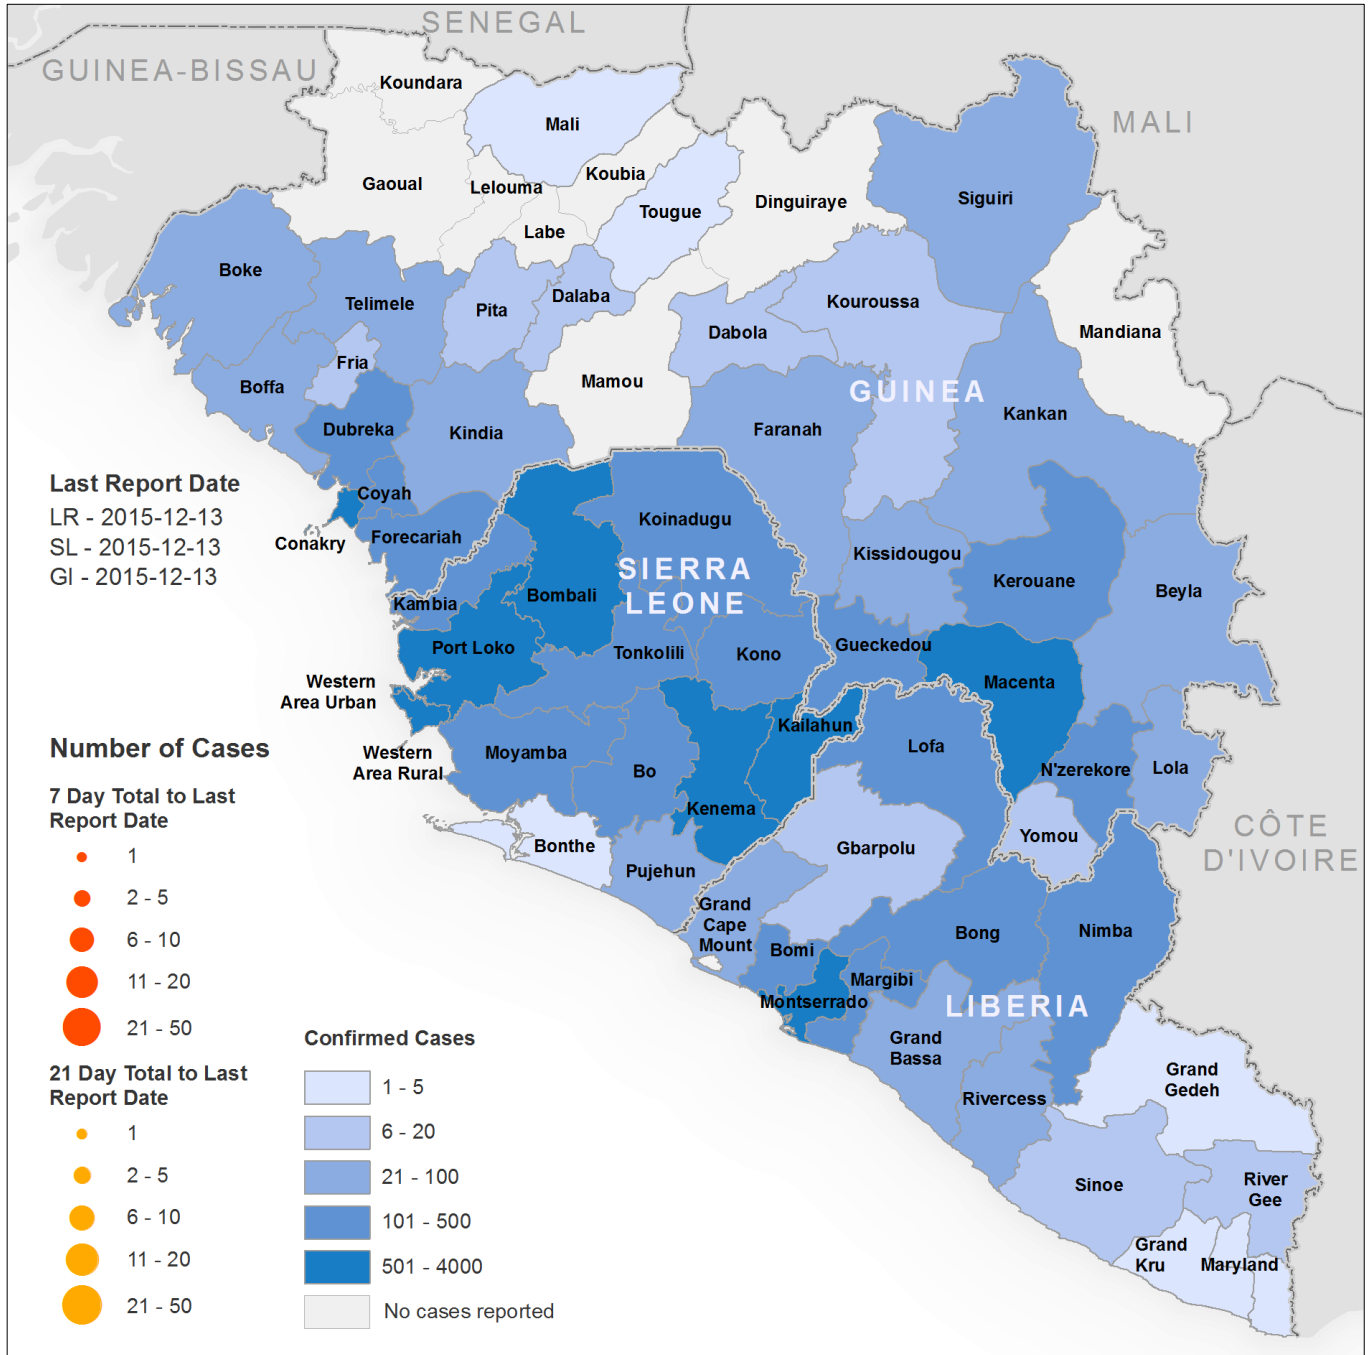 SENEGAL
GUINEA-BISSAU
MALI
Koundara
Mali
Gaoual
Lelouma
Koubia
Tougue
Labe
Dinguiraye
Siguiri
Boke
Telimele
Pita
Dalaba
Kouroussa
Dabola
Mandiana
Fria
Boffa
Mamou
GUINEA
Kankan
Dubreka
Kindia
Faranah
Last Report Date
LR - 2015-12-13
SL - 2015-12-13
GI - 2015-12-13
Coyah
Conakry
Forecariah
Koinadugu
Kissidougou
SIERRA
LEONE
Kerouane
Beyla
Kambia
Bombali
Port Loko
Tonkolili
Kono
Gueckedou
Macenta
Western
Area Urban
Kailahun
Lofa
Western
Area Rural
Moyamba
Bo
N'zerekore
Lola
Kenema
Bonthe
Pujehun
Gbarpolu
Yomou
CÔTE
D'IVOIRE
Grand
Cape
Mount
Bomi
Bong
Nimba
Margibi
Montserrado
LIBERIA
Grand
Bassa
Rivercess
Grand
Gedeh
Sinoe
River
Gee
Grand
Kru
Maryland
Number of Cases
7 Day Total to Last
Report Date
1
2 - 5
6 - 10
11 - 20
21 - 50
21 Day Total to Last
Report Date
1
2 - 5
6 - 10
11 - 20
21 - 50
Confirmed Cases
1 - 5
6 - 20
21 - 100
101 - 500
501 - 4000
No cases reported